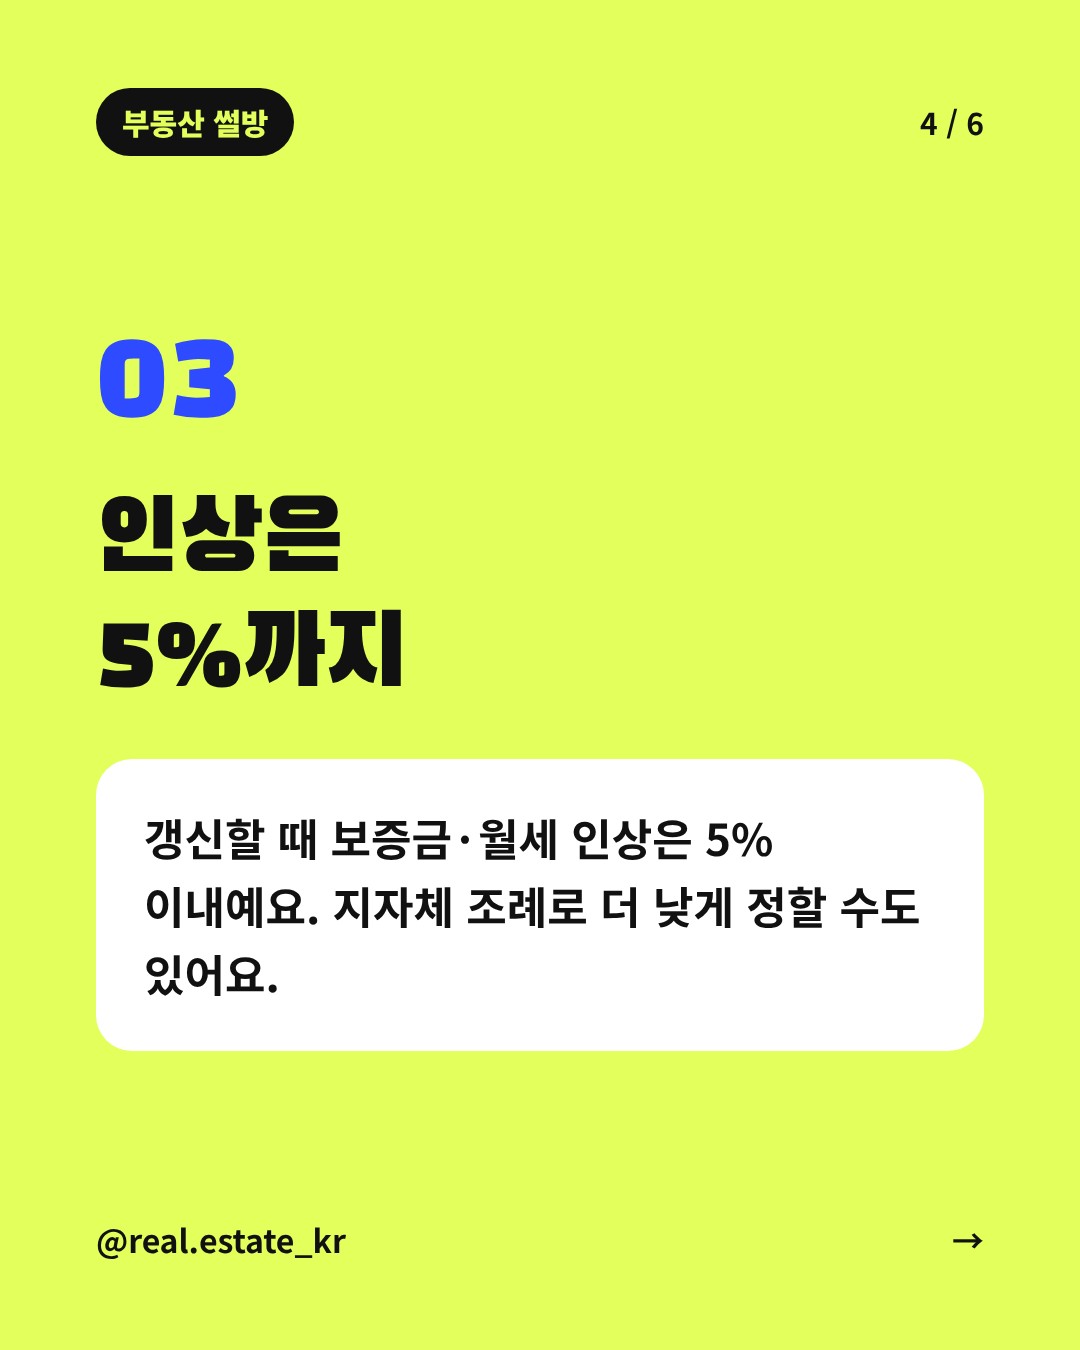 부동산 썰방
4 / 6
03
인상은
5%까지
갱신할 때 보증금·월세 인상은 5%
이내예요. 지자체 조례로 더 낮게 정할 수도
있어요.
@real.estate_kr
→